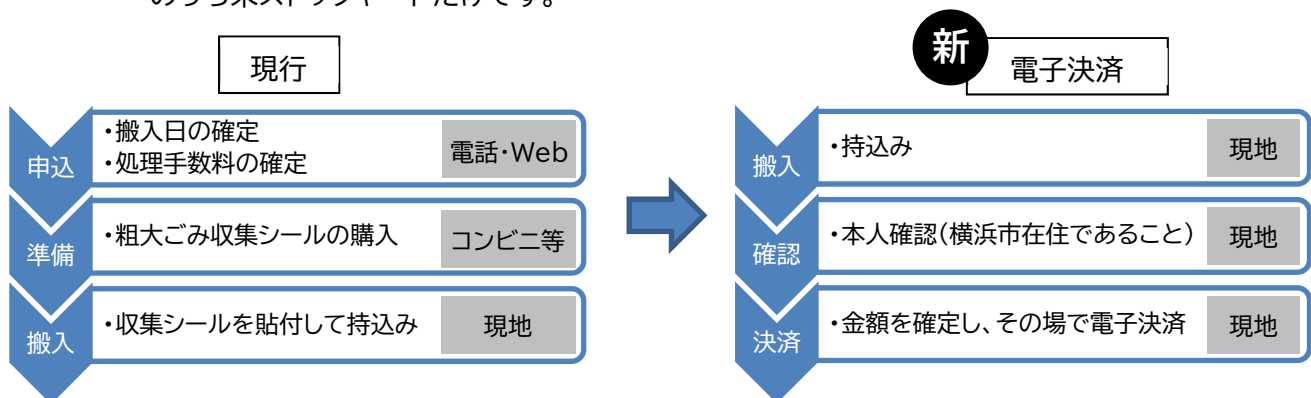 現行
申込
・搬入日の確定
・処理手数料の確定
電話・Web
準備
・粗大ごみ収集シールの購入
コンビニ等
搬入
・収集シールを貼付して持込み
現地
新
電子決済
搬入
・持込み
現地
確認
・本人確認(横浜市在住であること)
現地
決済
・金額を確定し、その場で電子決済
現地